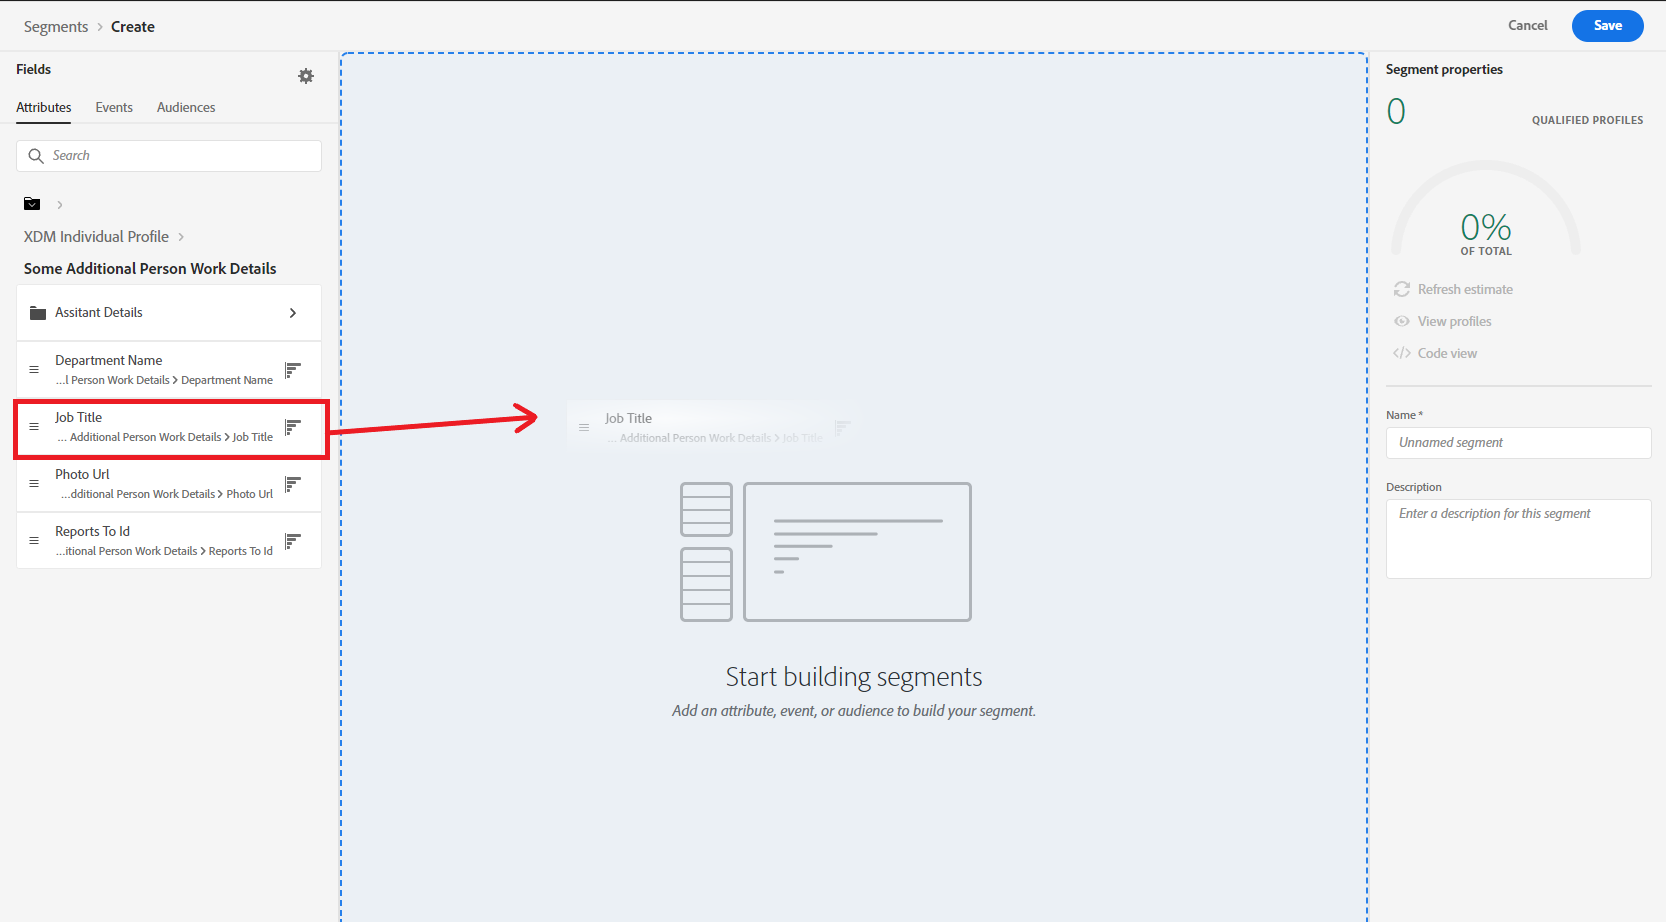 Segments > Create
Cancel
Save
Fields
Attributes
Events
Audiences
Search
XDM Individual Profile >
Some Additional Person Work Details
Assitant Details
Department Name
...l Person Work Details > Department Name
Job Title
... Additional Person Work Details > Job Title
Photo Url
...dditional Person Work Details > Photo Url
Reports To Id
...itional Person Work Details > Reports To Id
Job Title
... Additional Person Work Details > Job Title
Start building segments
Add an attribute, event, or audience to build your segment.
Segment properties
0
QUALIFIED PROFILES
0%
OF TOTAL
Refresh estimate
View profiles
</> Code view
Name *
Unnamed segment
Description
Enter a description for this segment